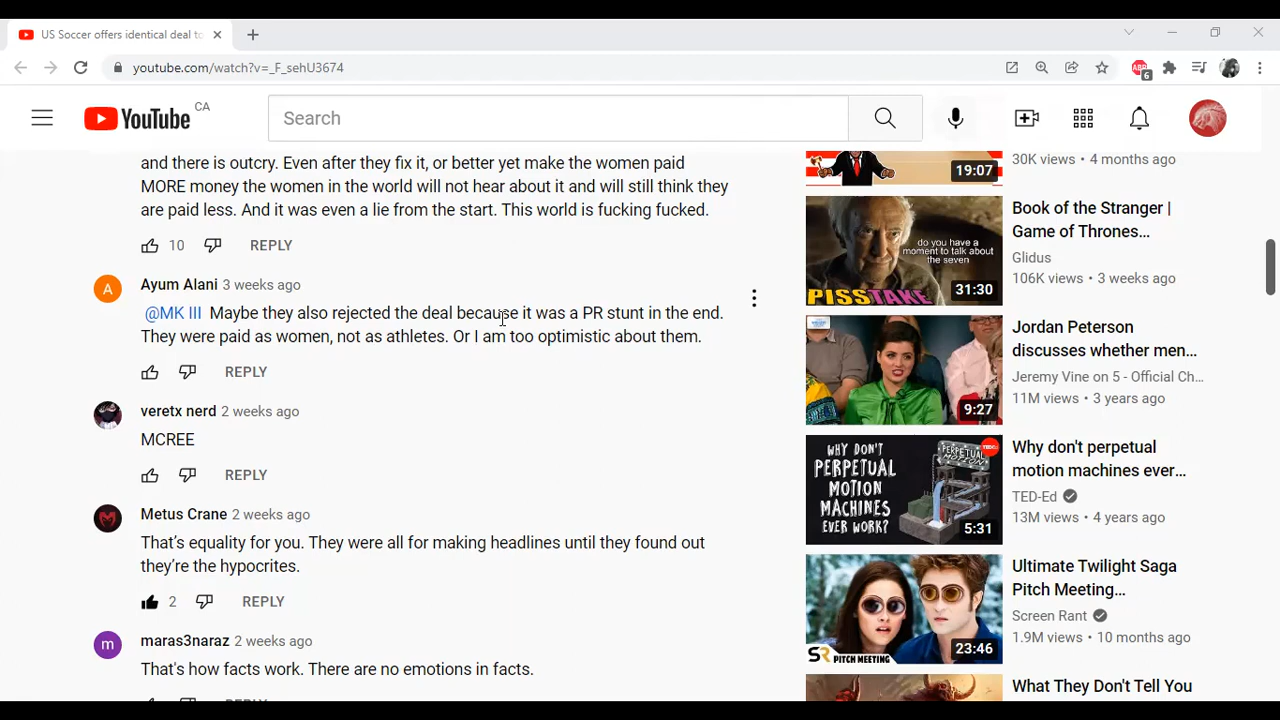 US Soccer offers identical deal to
youtube.com/watch?v=_F_sehU3674
ABP
6
YouTube
CA
Search
and there is outcry. Even after they fix it, or better yet make the women paid
MORE money the women in the world will not hear about it and will still think they
are paid less. And it was even a lie from the start. This world is fucking fucked.
10
REPLY
Ayum Alani 3 weeks ago
@MK III Maybe they also rejected the deal because it was a PR stunt in the end.
They were paid as women, not as athletes. Or I am too optimistic about them.
REPLY
veretx nerd 2 weeks ago
MCREE
REPLY
Metus Crane 2 weeks ago
That's equality for you. They were all for making headlines until they found out
they're the hypocrites.
2
REPLY
maras3naraz 2 weeks ago
That's how facts work. There are no emotions in facts.
19:07
30K views • 4 months ago
do you have a
moment to talk about
the seven
PISSTAKE
31:30
Book of the Stranger |
Game of Thrones...
Glidus
106K views • 3 weeks ago
9:27
Jordan Peterson
discusses whether men...
Jeremy Vine on 5 - Official Ch...
11M views • 3 years ago
WHY DON'T
PERPETUAL
MOTION
MACHINES
EVER WORK?
PERPETUAL
MOTION
5:31
Why don't perpetual
motion machines ever...
TED-Ed
13M views • 4 years ago
SR PITCH MEETING
23:46
Ultimate Twilight Saga
Pitch Meeting...
Screen Rant
1.9M views • 10 months ago
What They Don't Tell You